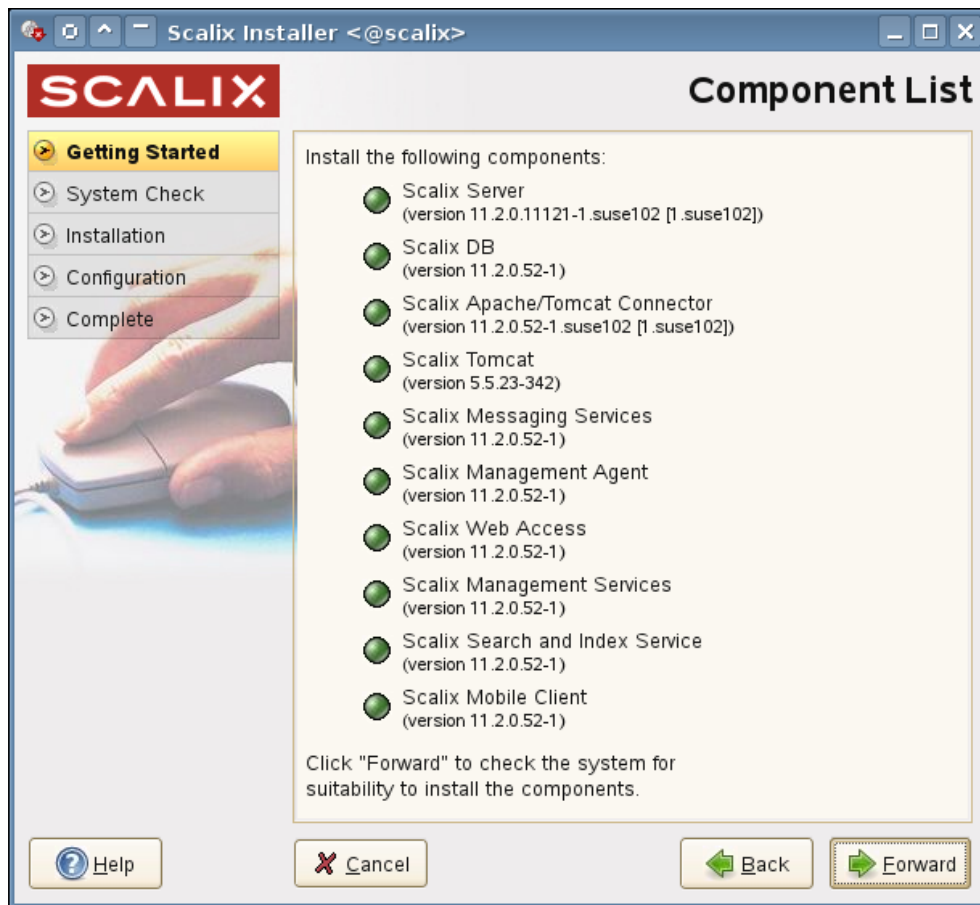 Scalix Installer <@scalix>
SCALIX
Component List
Getting Started
System Check
Installation
Configuration
Complete
Install the following components:
Scalix Server
(version 11.2.0.11121-1.suse102 [1.suse102])
Scalix DB
(version 11.2.0.52-1)
Scalix Apache/Tomcat Connector
(version 11.2.0.52-1.suse102 [1.suse102])
Scalix Tomcat
(version 5.5.23-342)
Scalix Messaging Services
(version 11.2.0.52-1)
Scalix Management Agent
(version 11.2.0.52-1)
Scalix Web Access
(version 11.2.0.52-1)
Scalix Management Services
(version 11.2.0.52-1)
Scalix Search and Index Service
(version 11.2.0.52-1)
Scalix Mobile Client
(version 11.2.0.52-1)
Click "Forward" to check the system for
suitability to install the components.
Help
Cancel
Back
Forward